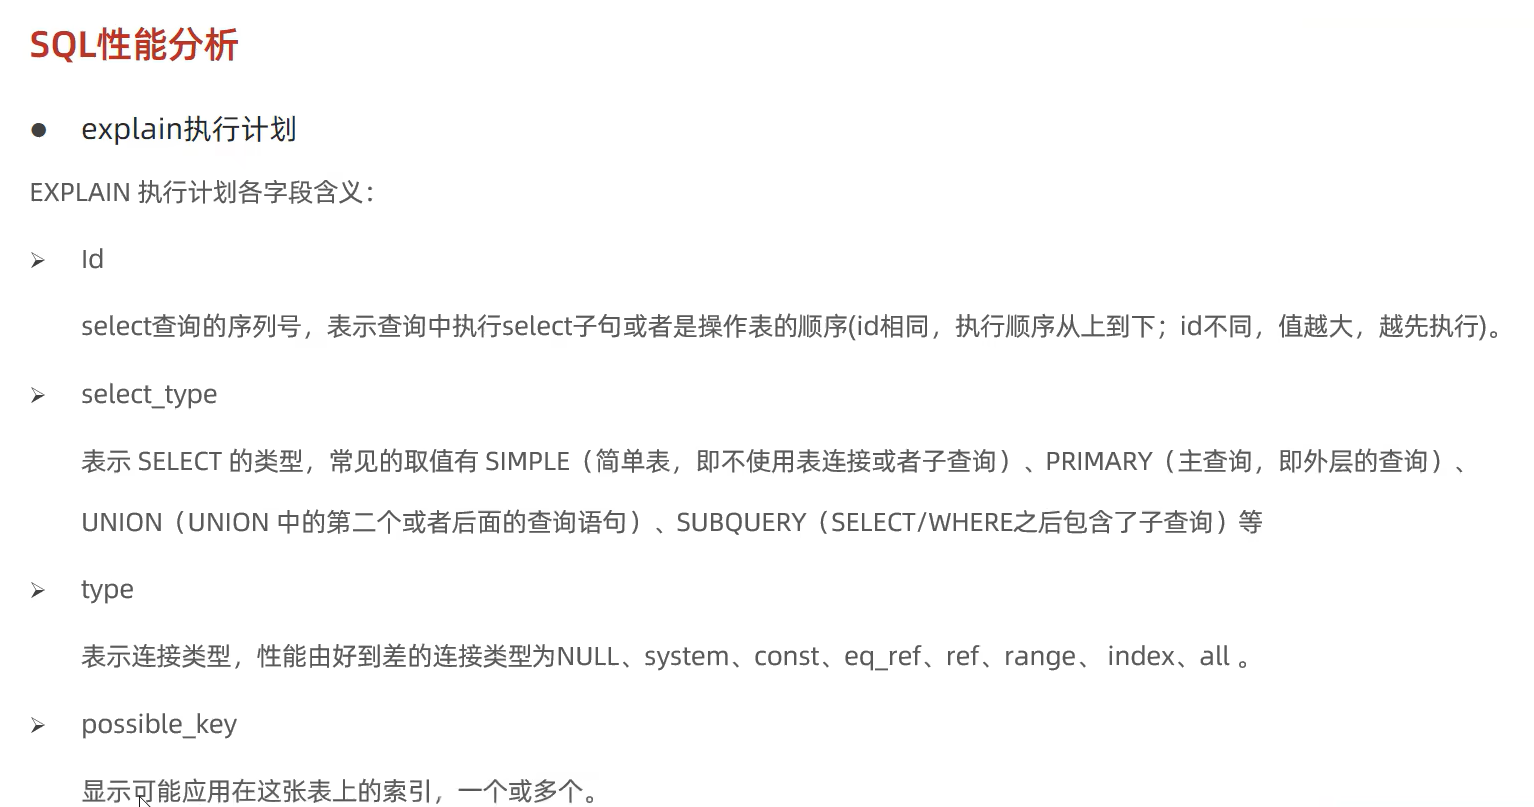 SQL性能分析
explain执行计划
EXPLAIN 执行计划各字段含义：
Id
select查询的序列号，表示查询中执行select子句或者是操作表的顺序(id相同，执行顺序从上到下；id不同，值越大，越先执行)。
select_type
表示 SELECT 的类型，常见的取值有 SIMPLE（简单表，即不使用表连接或者子查询）、PRIMARY（主查询，即外层的查询）、
UNION（UNION 中的第二个或者后面的查询语句）、SUBQUERY（SELECT/WHERE之后包含了子查询）等
type
表示连接类型，性能由好到差的连接类型为NULL、system、const、eq_ref、ref、range、 index、all 。
possible_key
显示可能应用在这张表上的索引，一个或多个。